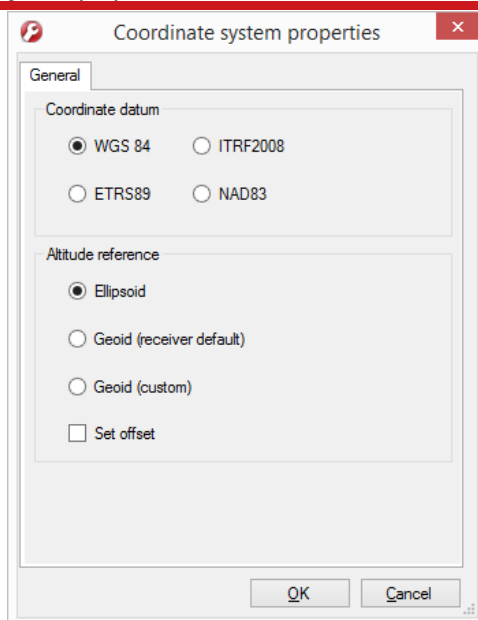 Coordinate system properties
General
Coordinate datum
WGS 84 ITRF2008
ETRS89 NAD83
Altitude reference
Ellipsoid
Geoid (receiver default)
Geoid (custom)
Set offset
OK Cancel